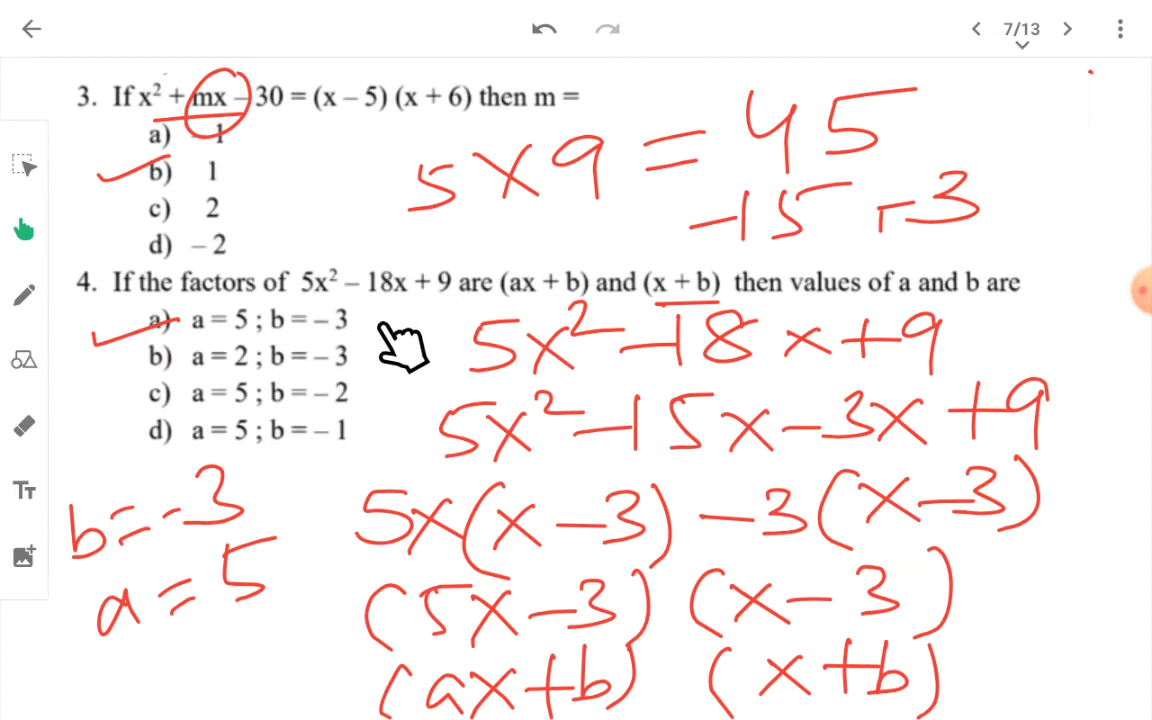 7/13
3. If x² + mx – 30 = (x – 5) (x + 6) then m =
a) – 1
b) 1
c) 2
d) – 2
5 × 9 = 45
–15, –3
4. If the factors of 5x² – 18x + 9 are (ax + b) and (x + b) then values of a and b are
a) a = 5 ; b = – 3
b) a = 2 ; b = – 3
c) a = 5 ; b = – 2
d) a = 5 ; b = – 1
5x² – 18x + 9
5x² – 15x – 3x + 9
5x(x – 3) – 3(x – 3)
(5x – 3) (x – 3)
(ax + b) (x + b)
b = –3
a = 5
Tт